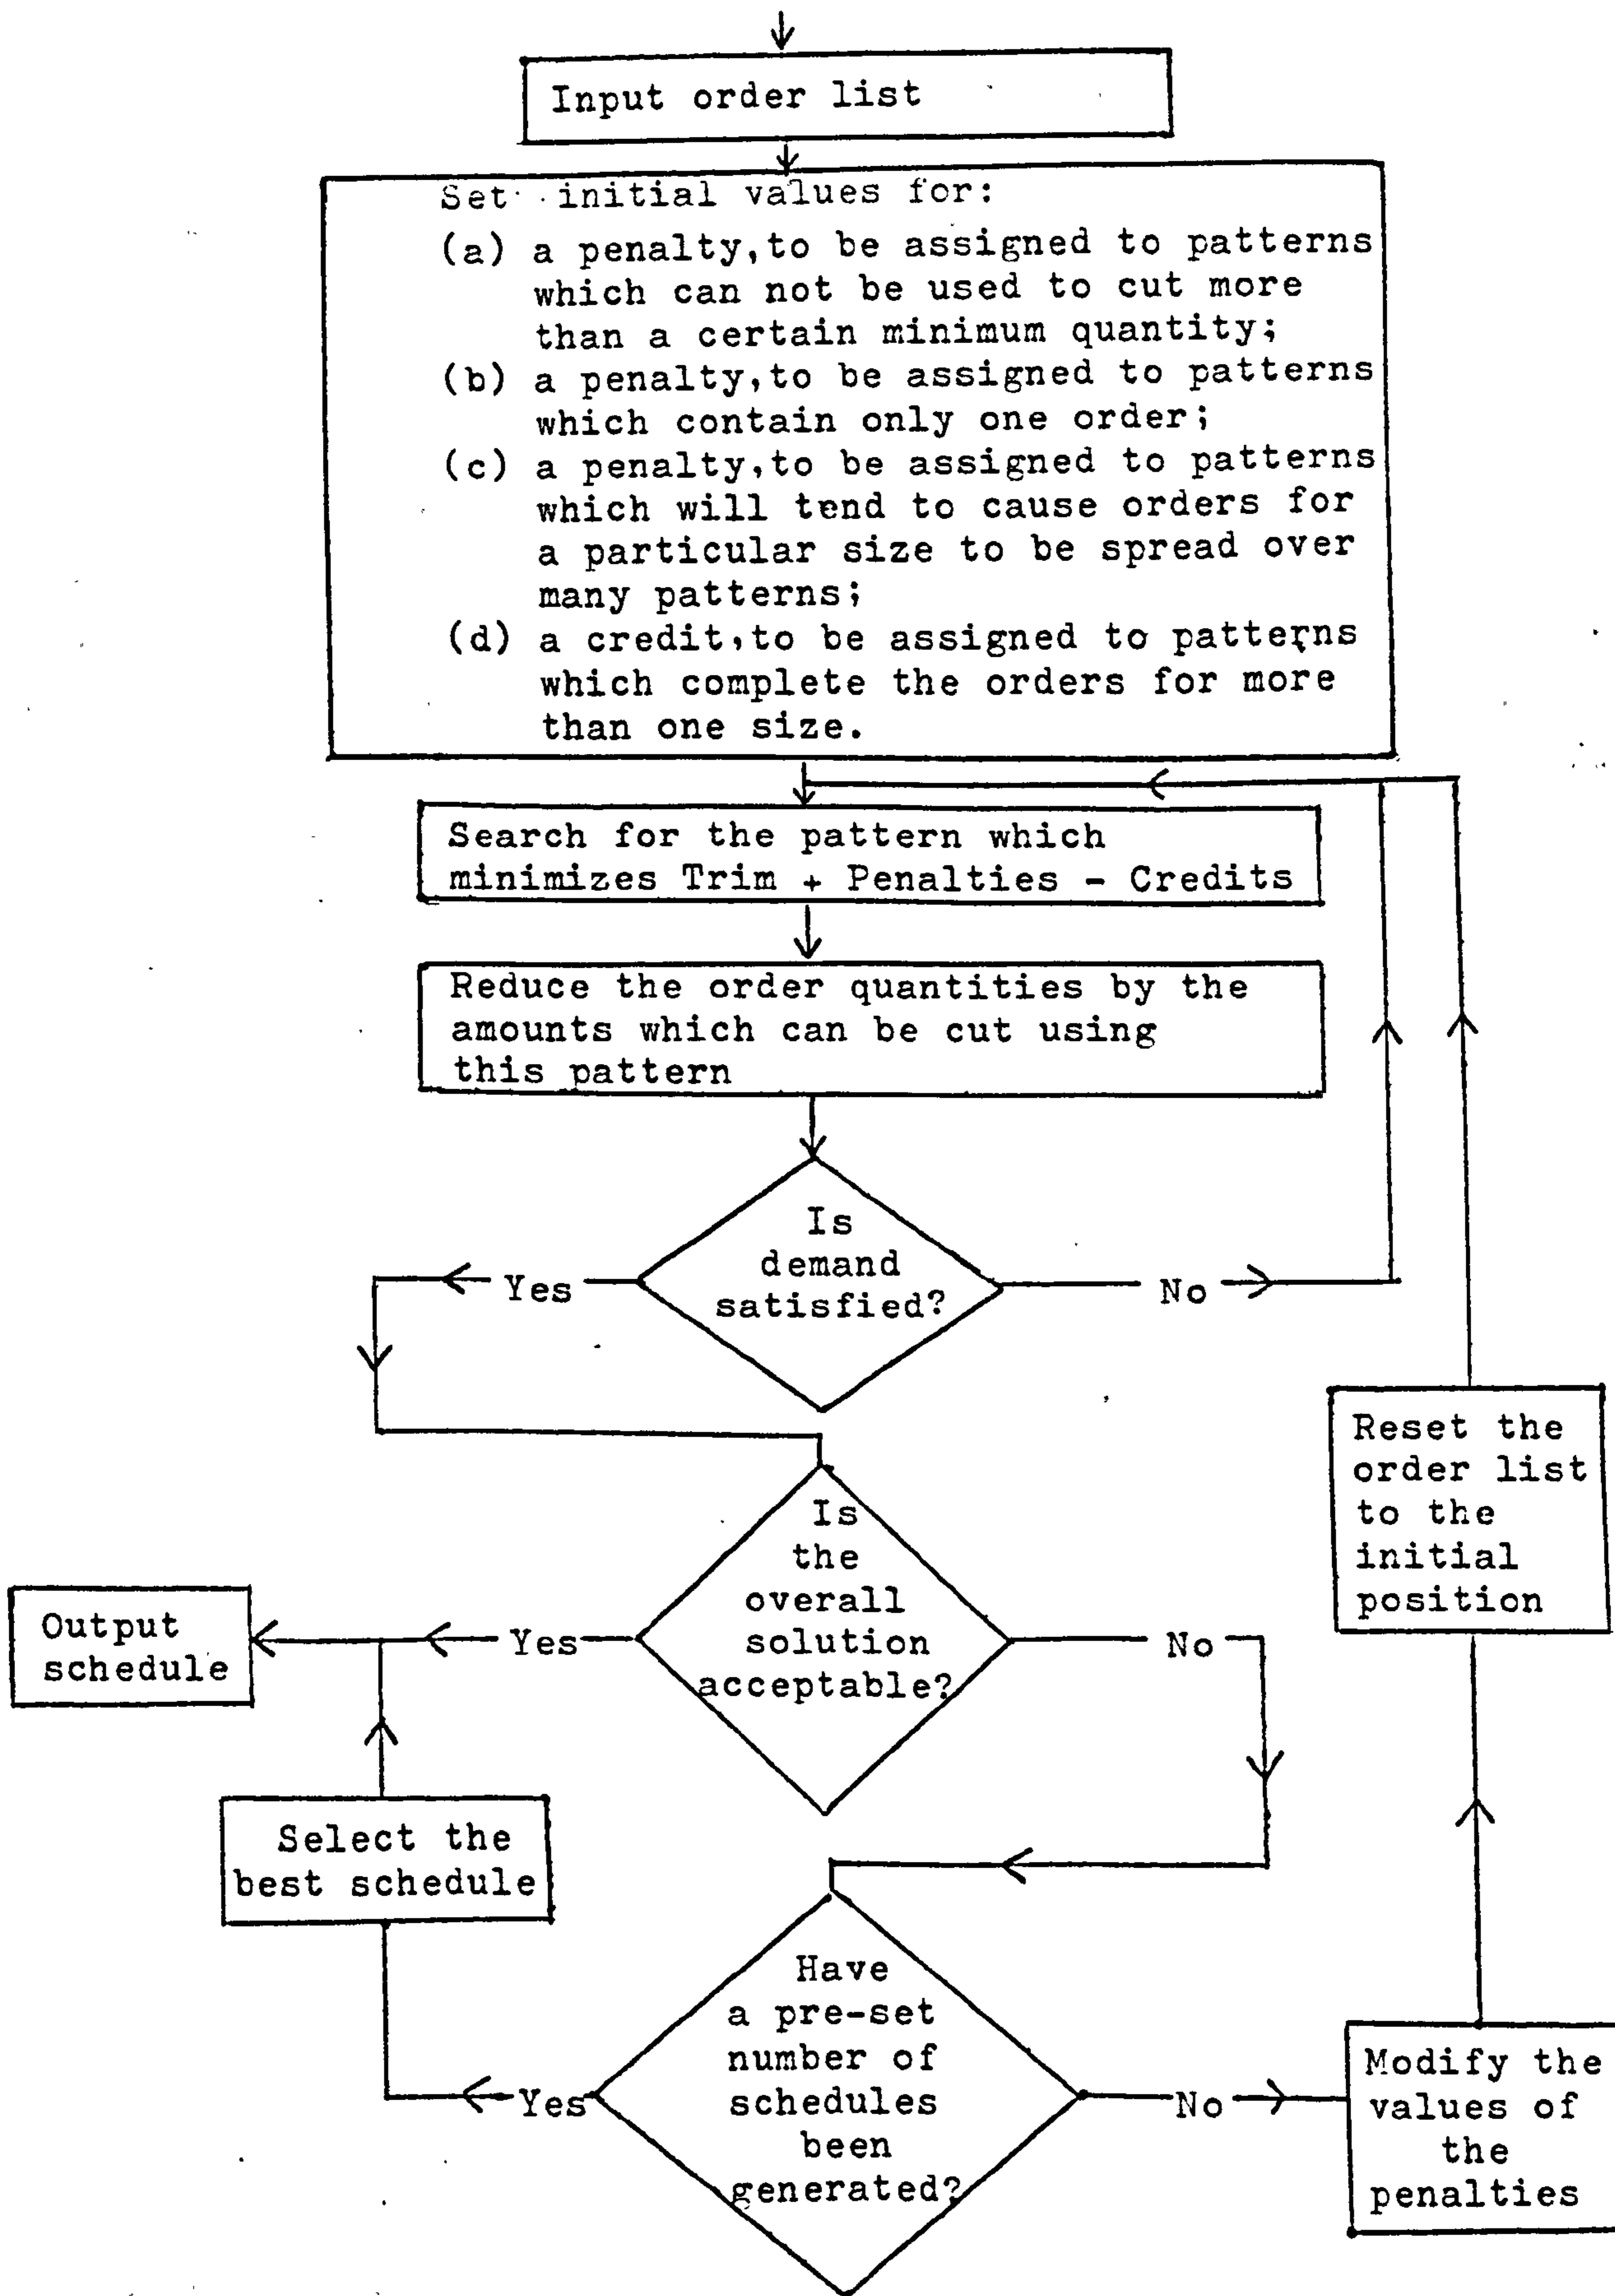 Input order list
Set initial values for:
(a) a penalty,to be assigned to patterns
which can not be used to cut more
than a certain minimum quantity;
(b) a penalty,to be assigned to patterns
which contain only one order;
(c) a penalty,to be assigned to patterns
which will tend to cause orders for
a particular size to be spread over
many patterns;
(d) a credit,to be assigned to patterns
which complete the orders for more
than one size.
Search for the pattern which
minimizes Trim + Penalties - Credits
Reduce the order quantities by the
amounts which can be cut using
this pattern
Is
demand
satisfied?
Yes
No
Reset the
order list
to the
initial
position
Is
the
overall
solution
acceptable?
Yes
No
Output
schedule
Select the
best schedule
Have
a pre-set
number of
schedules
been
generated?
Yes
No
Modify the
values of
the
penalties